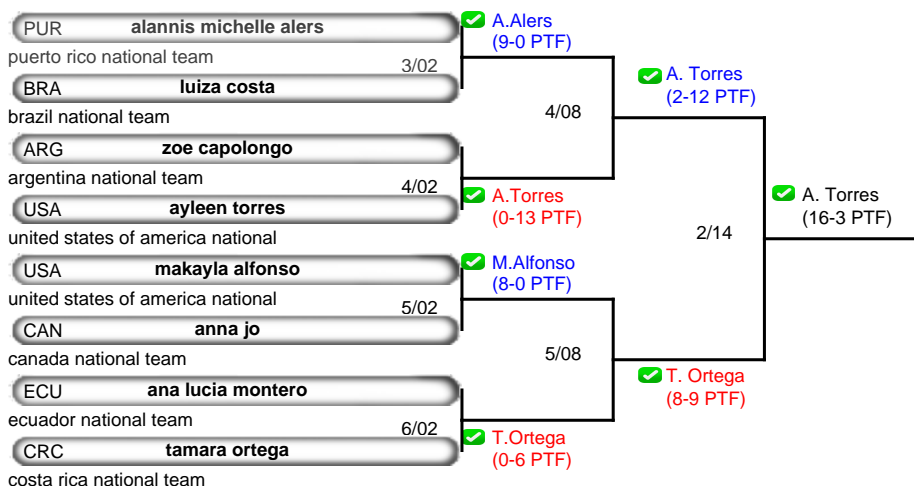 PUR alannis michelle alers
puerto rico national team
3/02
BRA luiza costa
brazil national team
ARG zoe capolongo
argentina national team
4/02
USA ayleen torres
united states of america national
USA makayla alfonso
united states of america national
5/02
CAN anna jo
canada national team
ECU ana lucia montero
ecuador national team
6/02
CRC tamara ortega
costa rica national team
A.Alers
(9-0 PTF)
4/08
A.Torres
(0-13 PTF)
M.Alfonso
(8-0 PTF)
5/08
T.Ortega
(0-6 PTF)
A. Torres
(2-12 PTF)
2/14
T. Ortega
(8-9 PTF)
A. Torres
(16-3 PTF)